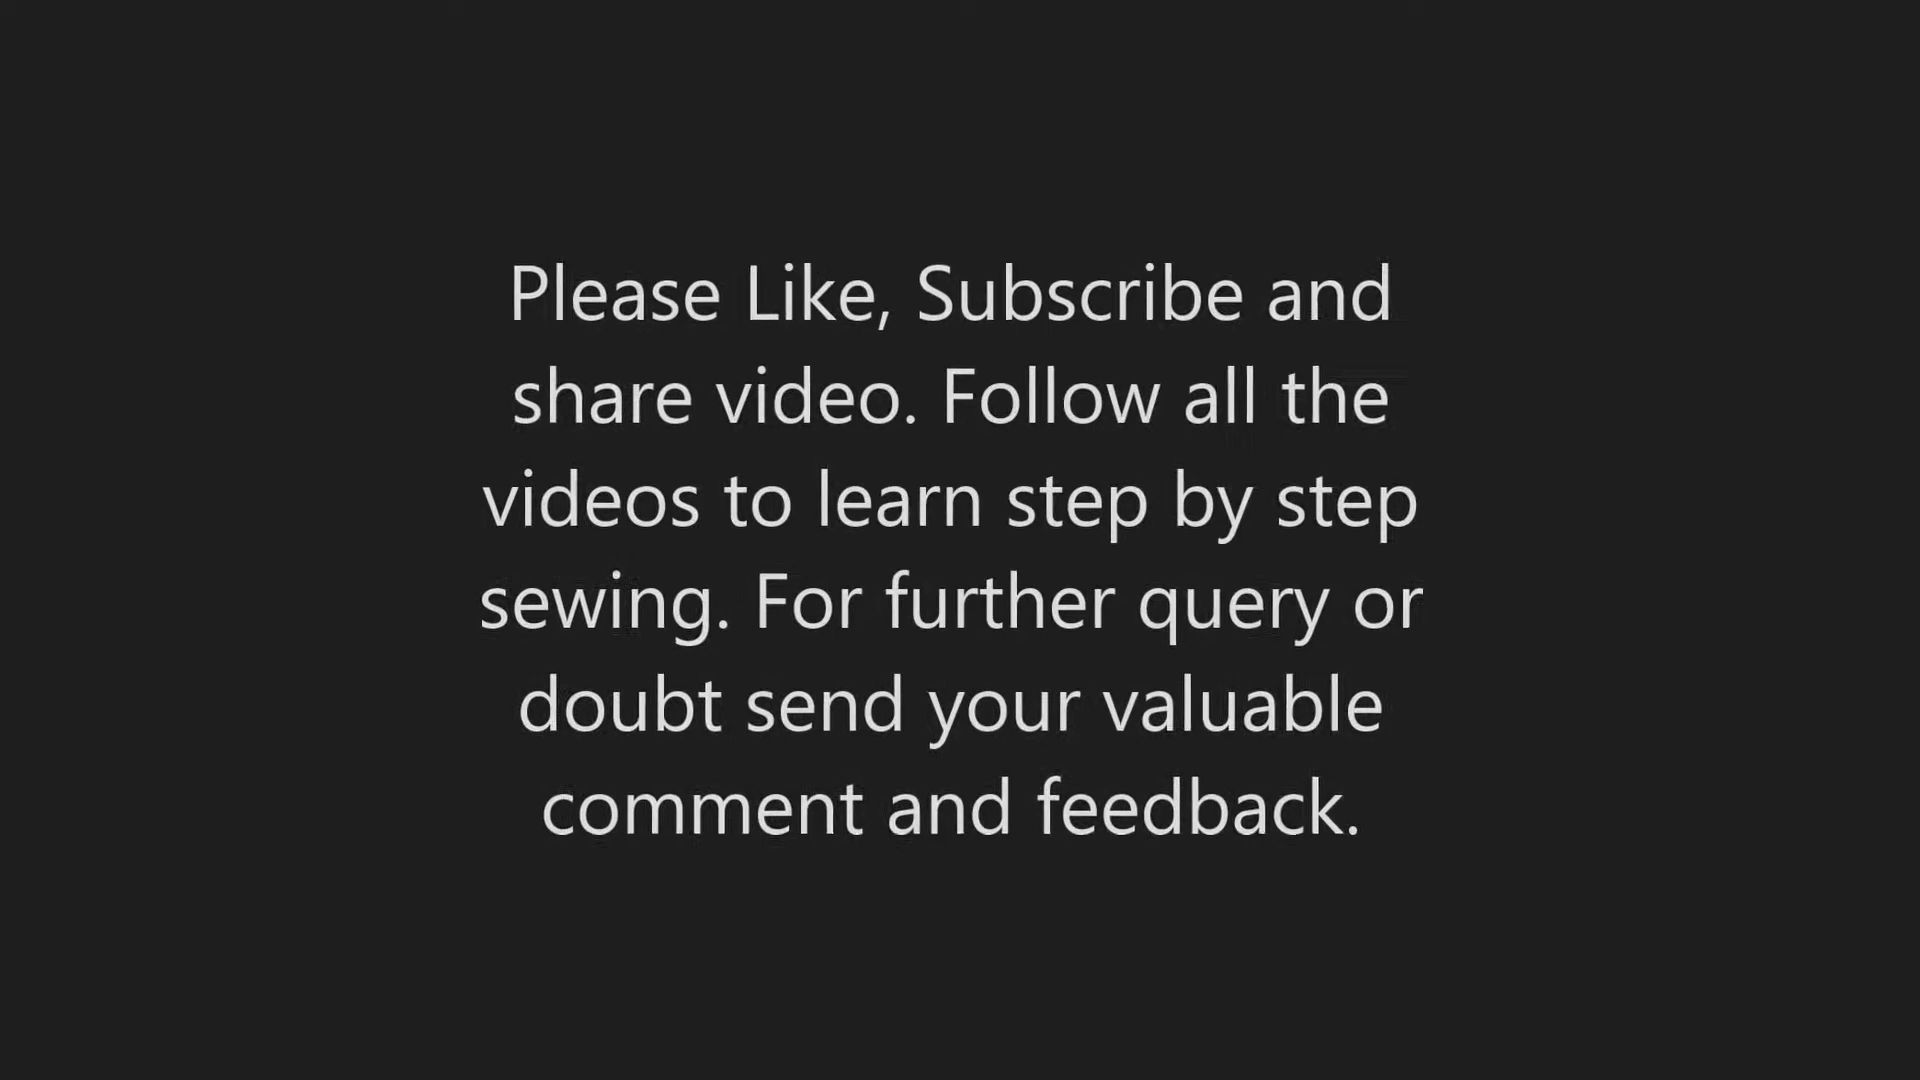 Please Like, Subscribe and
share video. Follow all the
videos to learn step by step
sewing. For further query or
doubt send your valuable
comment and feedback.